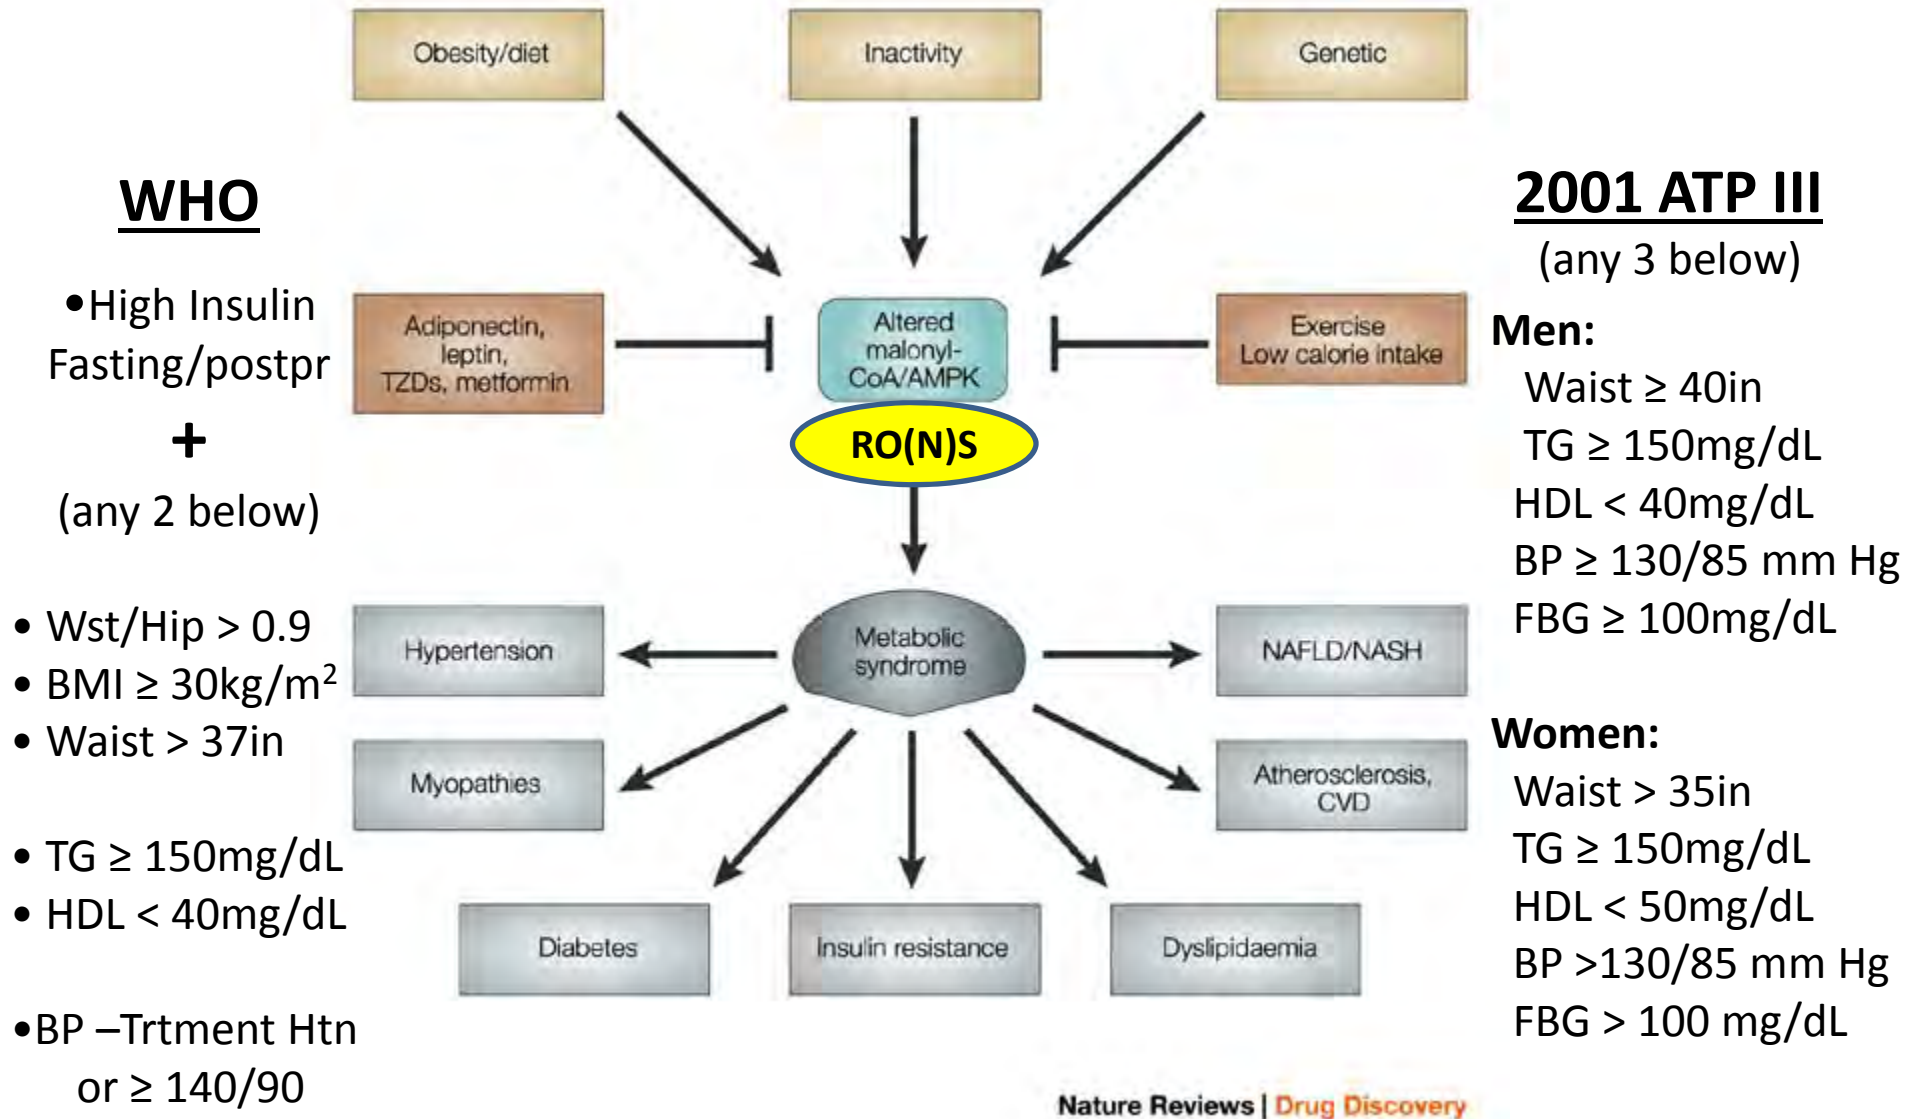 Obesity/diet
Inactivity
Genetic
WHO
•High Insulin
Fasting/postpr
+
(any 2 below)
• Wst/Hip > 0.9
• BMI ≥ 30kg/m²
• Waist > 37in
• TG ≥ 150mg/dL
• HDL < 40mg/dL
•BP –Trtment Htn
or ≥ 140/90
Adiponectin,
leptin,
TZDs, metformin
Altered
malonyl-
CoA/AMPK
RO(N)S
Exercise
Low calorie intake
Hypertension
Metabolic
syndrome
NAFLD/NASH
Myopathies
Atherosclerosis,
CVD
Diabetes
Insulin resistance
Dyslipidaemia
2001 ATP III
(any 3 below)
Men:
Waist ≥ 40in
TG ≥ 150mg/dL
HDL < 40mg/dL
BP ≥ 130/85 mm Hg
FBG ≥ 100mg/dL
Women:
Waist > 35in
TG ≥ 150mg/dL
HDL < 50mg/dL
BP >130/85 mm Hg
FBG > 100 mg/dL
Nature Reviews | Drug Discovery